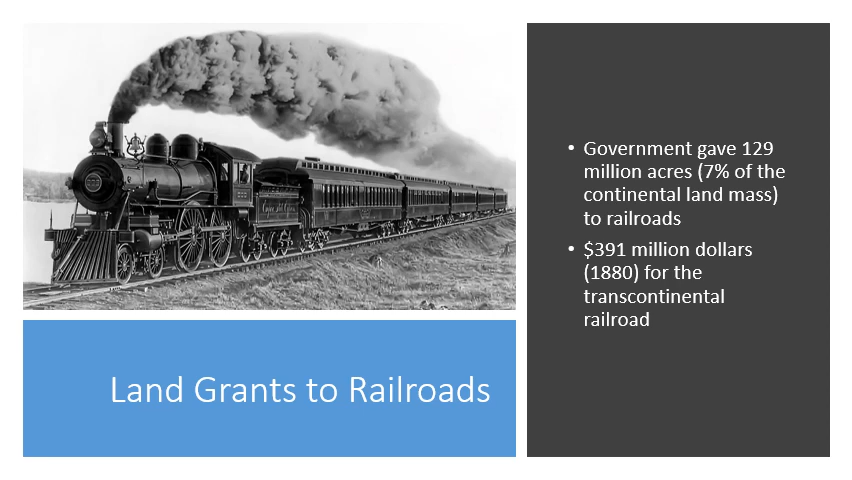 Land Grants to Railroads
• Government gave 129
million acres (7% of the
continental land mass)
to railroads
• $391 million dollars
(1880) for the
transcontinental
railroad